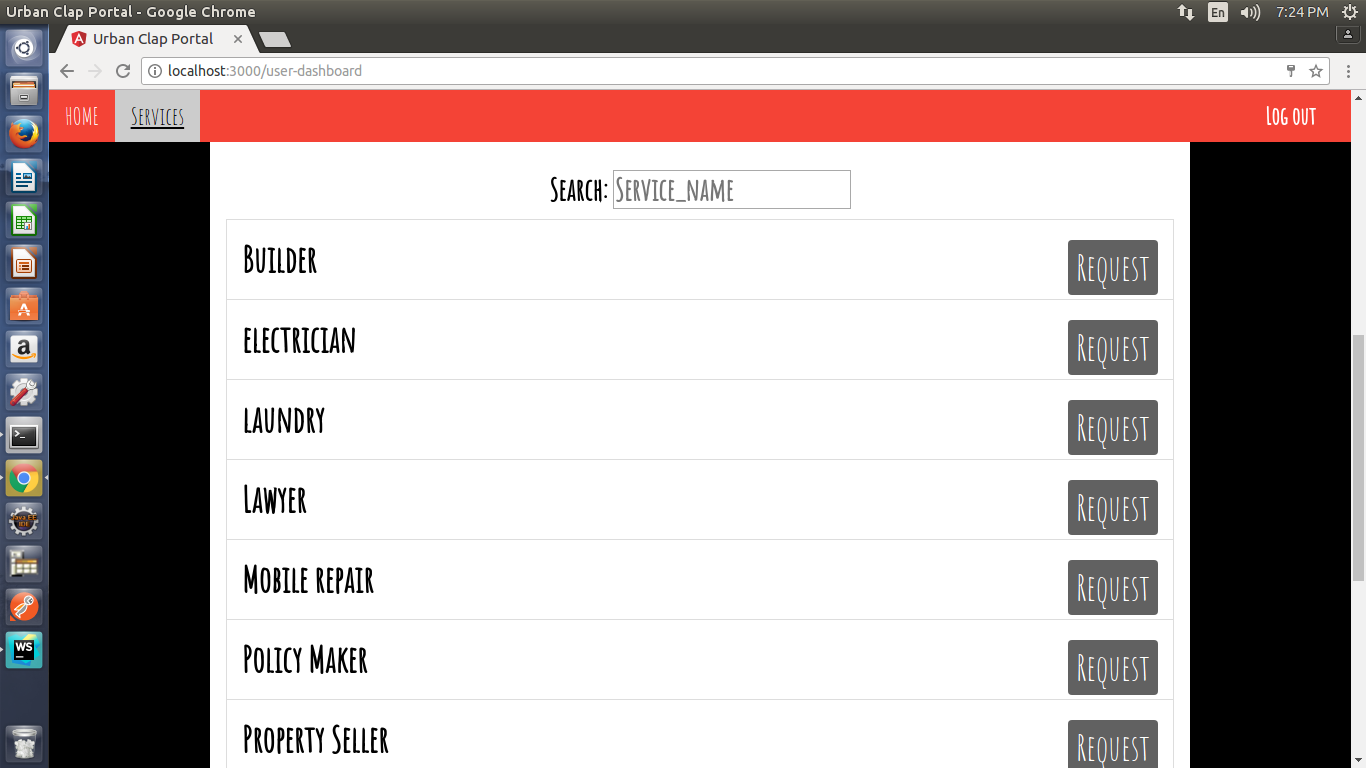 Urban Clap Portal - Google Chrome
En
7:24 PM
Urban Clap Portal
localhost:3000/user-dashboard
HOME
Services
Log out
Search: Service_name
Builder
Request
electrician
Request
laundry
Request
Lawyer
Request
Mobile repair
Request
Policy Maker
Request
Property Seller
Request
WS